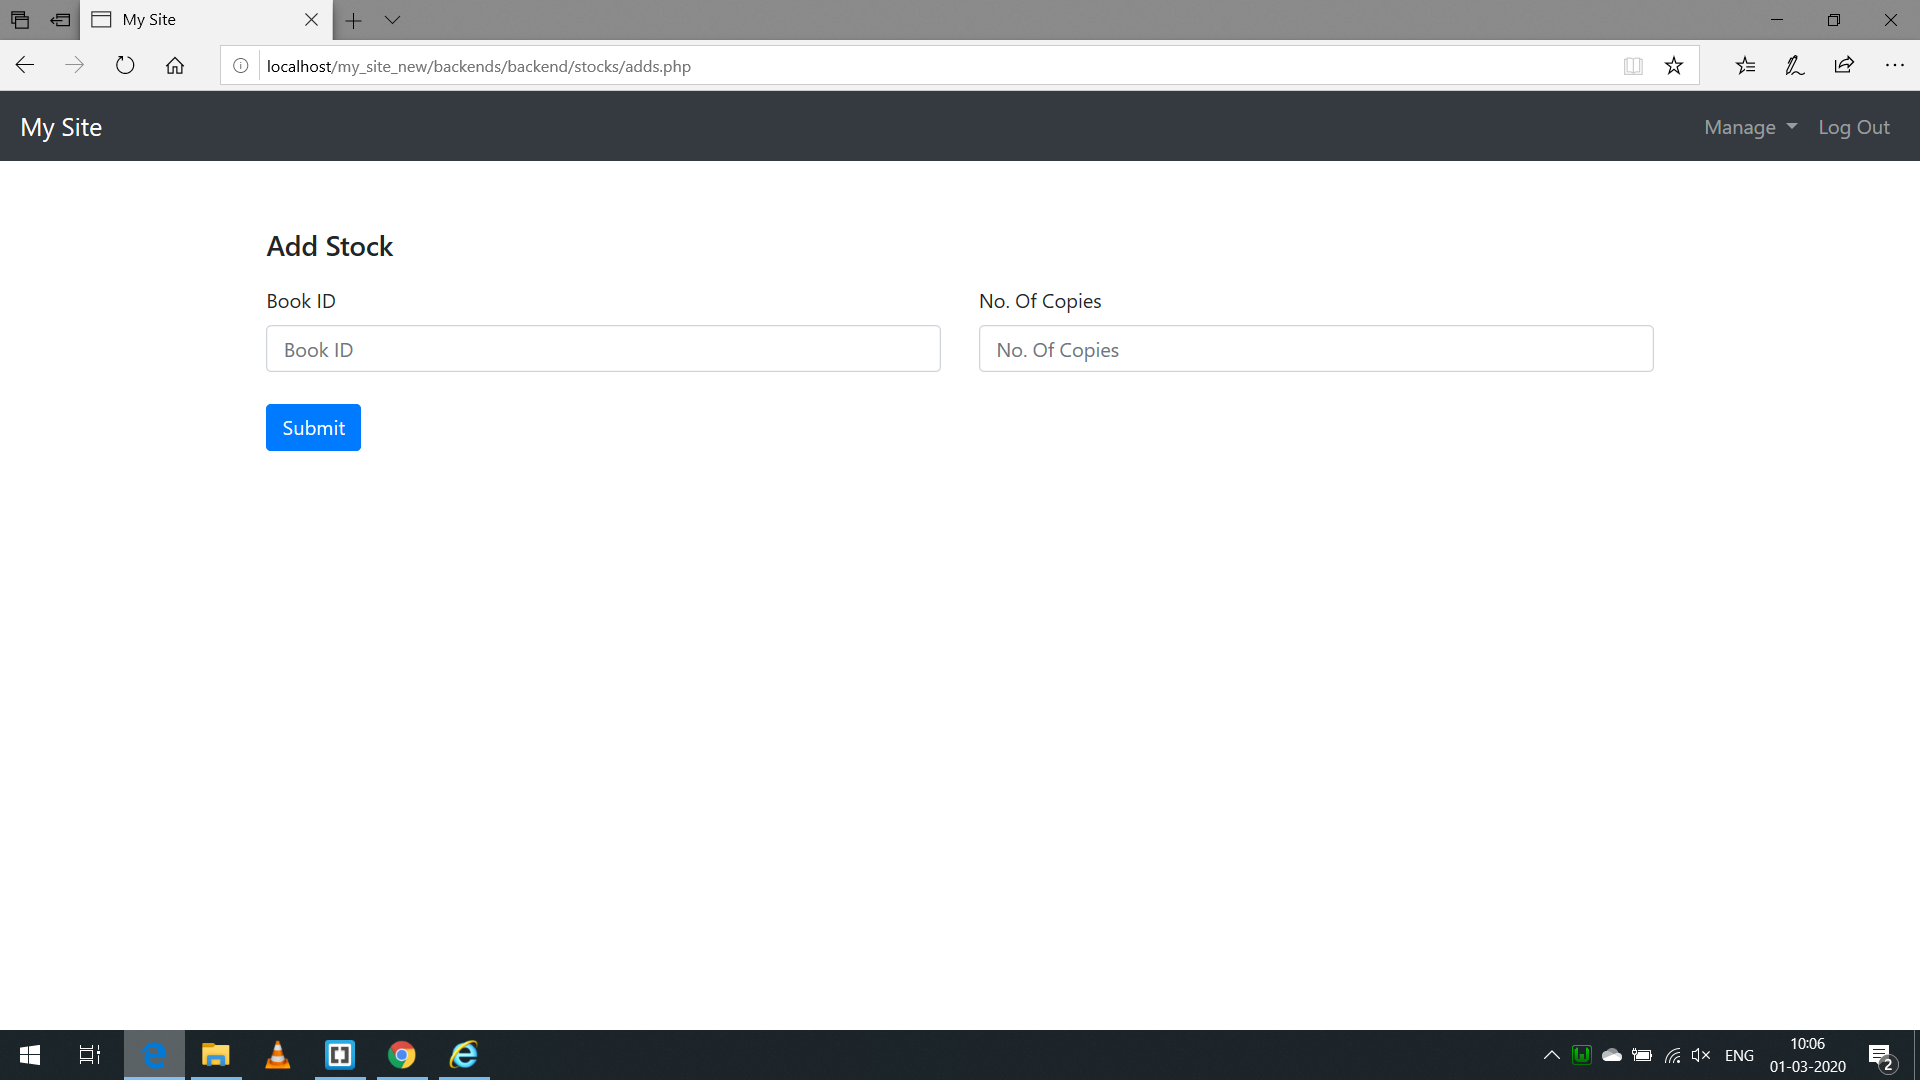 My Site
localhost/my_site_new/backends/backend/stocks/adds.php
My Site Manage Log Out
Add Stock
Book ID No. Of Copies
Book ID No. Of Copies
Submit
ENG
10:06
01-03-2020
2